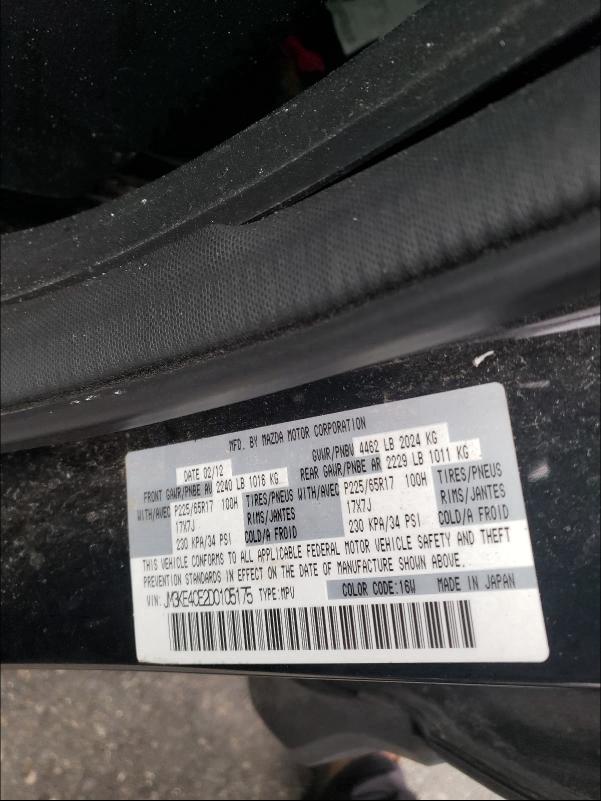 MFD. BY MAZDA MOTOR CORPORATION
DATE 02/12 GVWR/PNBV 4462 LB 2024 KG
FRONT GAWR/PNBE AV 2240 LB 1016 KG REAR GAWR/PNBE AR 2229 LB 1011 KG
WITH/AVEC P225/65R17 100H TIRES/PNEUS WITH/AVEC P225/65R17 100H TIRES/PNEUS
17X7J RIMS/JANTES 17X7J RIMS/JANTES
230 KPA/34 PSI COLD/A FROID 230 KPA/34 PSI COLD/A FROID
THIS VEHICLE CONFORMS TO ALL APPLICABLE FEDERAL MOTOR VEHICLE SAFETY AND THEFT
PREVENTION STANDARDS IN EFFECT ON THE DATE OF MANUFACTURE SHOWN ABOVE.
VIN: JM3KE4CE2D0105175 TYPE:MPV COLOR CODE:16W MADE IN JAPAN